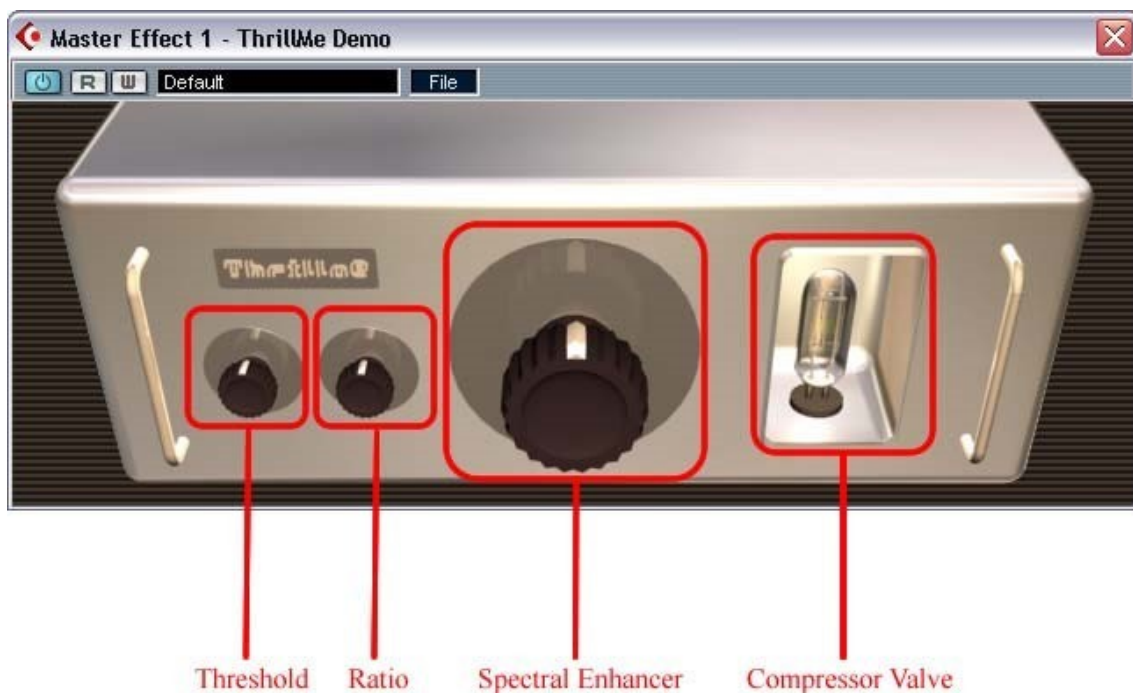 Master Effect 1 - ThrillMe Demo
R W Default File
Threshold Ratio Spectral Enhancer Compressor Valve